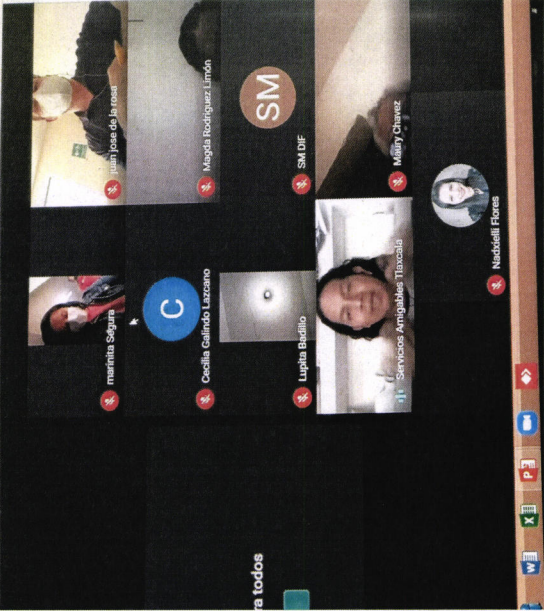 marinita Segura
juan jose de la rosa
C
Cecilia Galindo Lazcano
Magda Rodríguez Limón
Lupita Badillo
SM
SM DIF
Servicios Amigables Tlaxcala
Maury Chavez
Nadxielli Flores
ra todos
W
X
P